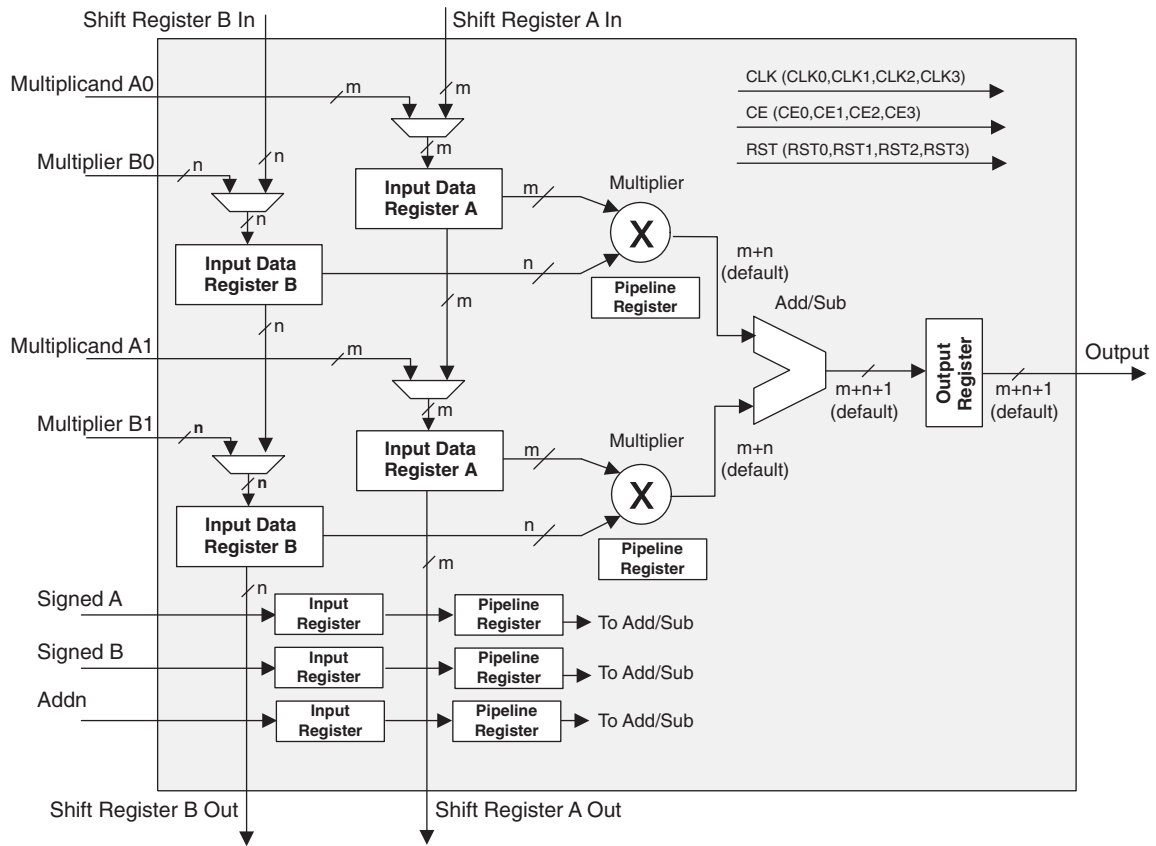 Shift Register B In
Shift Register A In
Multiplicand A0
m
m
CLK (CLK0,CLK1,CLK2,CLK3)
CE (CE0,CE1,CE2,CE3)
RST (RST0,RST1,RST2,RST3)
m
Multiplier B0
n
n
Input Data
Register A
m
Multiplier
X
n
Input Data
Register B
n
m+n
(default)
Pipeline
Register
m
n
Add/Sub
Multiplicand A1
m
Output
Register
Output
m+n+1
(default)
m+n+1
(default)
m
Multiplier B1
n
Input Data
Register A
m
Multiplier
X
m+n
(default)
n
Input Data
Register B
n
Pipeline
Register
m
n
Signed A
Input
Register
Pipeline
Register
To Add/Sub
Signed B
Input
Register
Pipeline
Register
To Add/Sub
Addn
Input
Register
Pipeline
Register
To Add/Sub
Shift Register B Out
Shift Register A Out